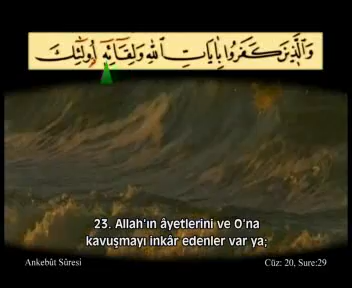 وَالَّذِينَ كَفَرُوا بِآيَاتِ اللّٰهِ وَلِقَائِهِ أُولٰئِكَ
23. Allah'ın âyetlerini ve O'na
kavuşmayı inkâr edenler var ya;
Ankebût Sûresi
Cüz: 20, Sure:29